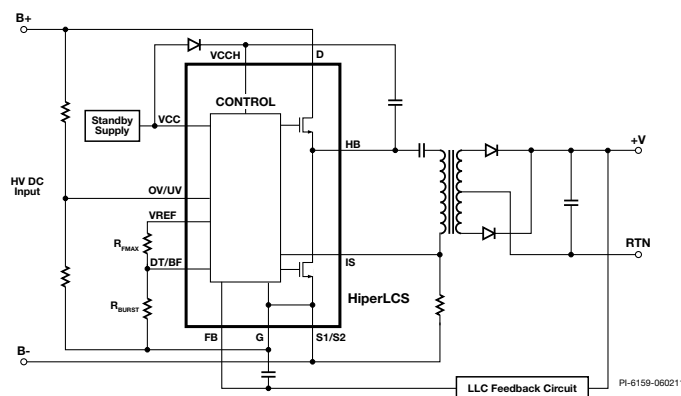 B+
VCCH
D
CONTROL
Standby
Supply
VCC
HB
+V
HV DC
Input
OV/UV
VREF
RFMAX
DT/BF
IS
RTN
HiperLCS
RBURST
FB
G
S1/S2
B-
LLC Feedback Circuit
PI-6159-060211